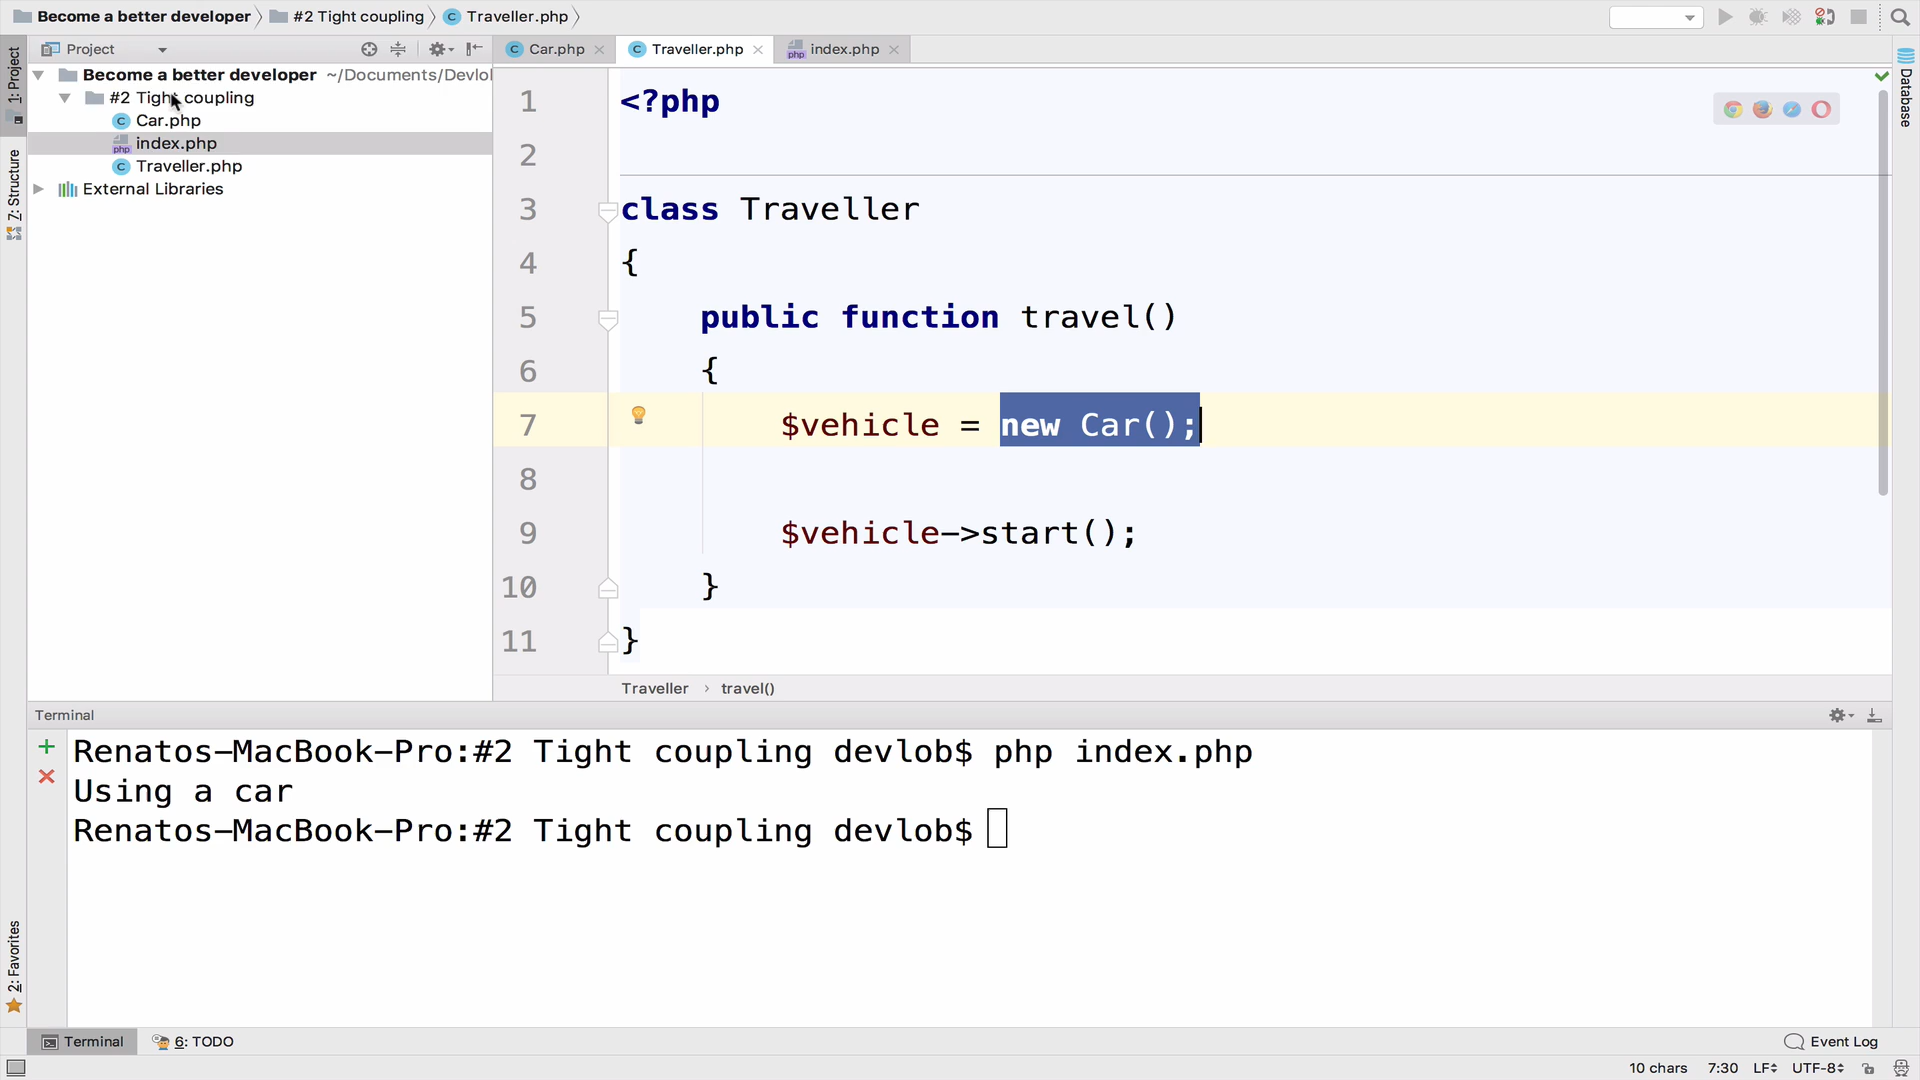 Become a better developer #2 Tight coupling Traveller.php
1: Project
Project
Car.php Traveller.php index.php
Become a better developer ~/Documents/Devlol
#2 Tight coupling
Car.php
index.php
Traveller.php
External Libraries
7: Structure
Database
1 <?php
2
3 class Traveller
4 {
5 public function travel()
6 {
7 $vehicle = new Car();
8
9 $vehicle->start();
10 }
11 }
Traveller › travel()
Terminal
Renatos-MacBook-Pro:#2 Tight coupling devlob$ php index.php
Using a car
Renatos-MacBook-Pro:#2 Tight coupling devlob$
2: Favorites
Terminal 6: TODO Event Log
10 chars 7:30 LF UTF-8